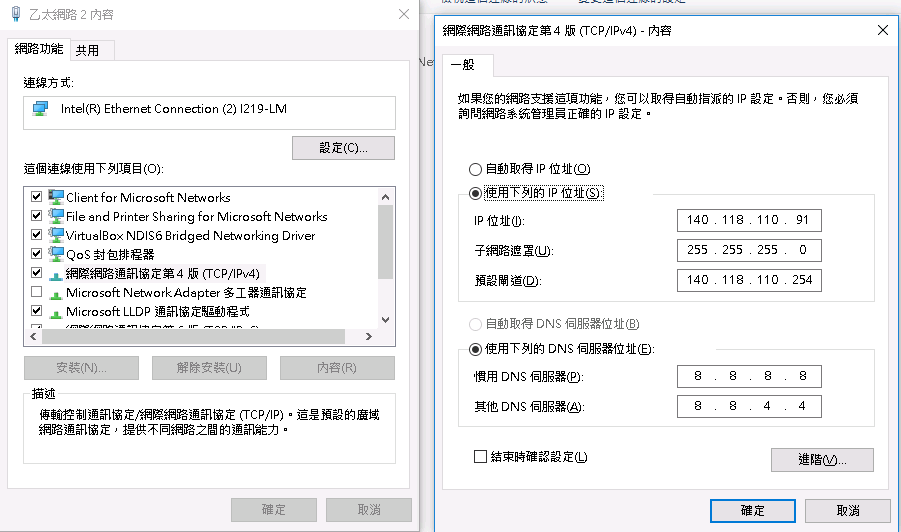 乙太網路 2 內容
網路功能
共用
連線方式:
Intel(R) Ethernet Connection (2) I219-LM
設定(C)...
這個連線使用下列項目(O):
Client for Microsoft Networks
File and Printer Sharing for Microsoft Networks
VirtualBox NDIS6 Bridged Networking Driver
QoS 封包排程器
網際網路通訊協定第 4 版 (TCP/IPv4)
Microsoft Network Adapter 多工器通訊協定
Microsoft LLDP 通訊協定驅動程式
安裝(N)...
解除安裝(U)
內容(R)
描述
傳輸控制通訊協定/網際網路通訊協定 (TCP/IP)。這是預設的廣域
網路通訊協定，提供不同網路之間的通訊能力。
確定
取消
網際網路通訊協定第 4 版 (TCP/IPv4) - 內容
一般
如果您的網路支援這項功能，您可以取得自動指派的 IP 設定。否則，您必須
詢問網路系統管理員正確的 IP 設定。
自動取得 IP 位址(O)
使用下列的 IP 位址(S):
IP 位址(I):
140 . 118 . 110 . 91
子網路遮罩(U):
255 . 255 . 255 . 0
預設閘道(D):
140 . 118 . 110 . 254
自動取得 DNS 伺服器位址(B)
使用下列的 DNS 伺服器位址(E):
慣用 DNS 伺服器(P):
8 . 8 . 8 . 8
其他 DNS 伺服器(A):
8 . 8 . 4 . 4
結束時確認設定(L)
進階(V)...
確定
取消